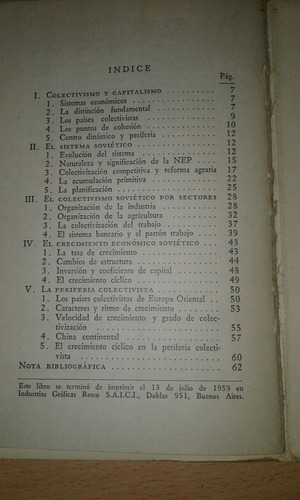 INDICE
Pág.
I. COLECTIVISMO Y CAPITALISMO 7
1. Sistemas económicos 7
2. La distinción fundamental 7
3. Los países colectivistas 9
4. Los puntos de cohesión 10
5. Centro dinámico y periferia 12
II. EL SISTEMA SOVIÉTICO 12
1. Evolución del sistema 12
2. Naturaleza y significación de la NEP 15
3. Colectivización competitiva y reforma agraria 17
4. La acumulación primitiva 22
5. La planificación 25
III. EL COLECTIVISMO SOVIÉTICO POR SECTORES 28
1. Organización de la industria 28
2. Organización de la agricultura 32
3. La colectivización del trabajo 37
4. El sistema bancario y el patrón trabajo 39
IV. EL CRECIMIENTO ECONÓMICO SOVIÉTICO 43
1. La tasa de crecimiento 43
2. Cambios de estructura 44
3. Inversión y coeficiente de capital 48
4. El crecimiento cíclico 49
V. LA PERIFERIA COLECTIVISTA 50
1. Los países colectivistas de Europa Oriental 50
2. Caracteres y ritmo de crecimiento 53
3. Velocidad de crecimiento y grado de colec-
tivización 55
4. China continental 57
5. El crecimiento cíclico en la periferia colecti-
vista 60
NOTA BIBLIOGRÁFICA 62
Este libro se terminó de imprimir el 13 de julio de 1959 en
Industrias Gráficas Rosso S.A.I.C.I., Doblas 951, Buenos Aires.